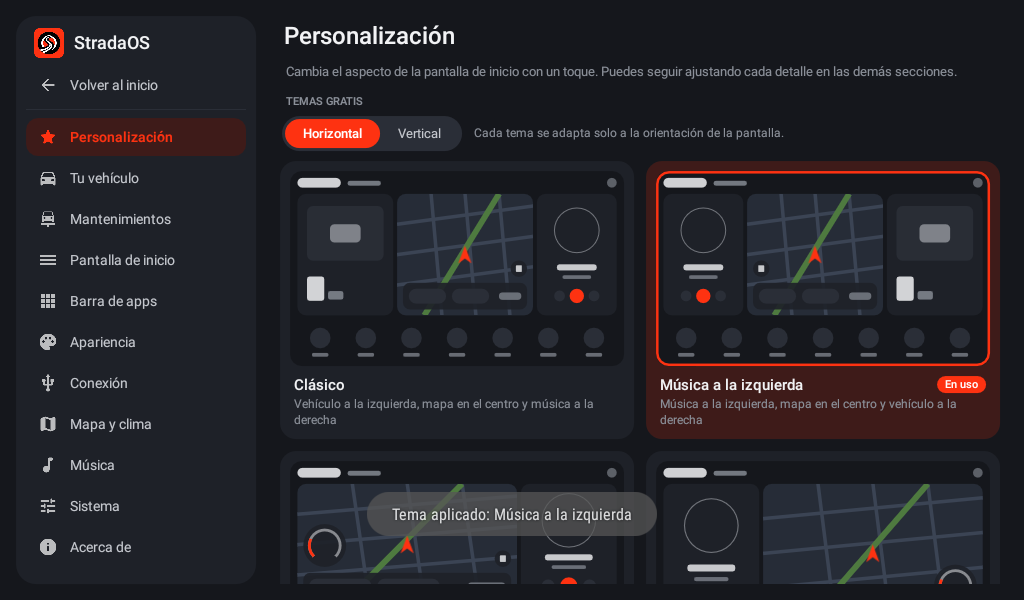 StradaOS
Volver al inicio
Personalización
Tu vehículo
Mantenimientos
Pantalla de inicio
Barra de apps
Apariencia
Conexión
Mapa y clima
Música
Sistema
Acerca de
Personalización
Cambia el aspecto de la pantalla de inicio con un toque. Puedes seguir ajustando cada detalle en las demás secciones.
TEMAS GRATIS
Horizontal
Vertical
Cada tema se adapta solo a la orientación de la pantalla.
Clásico
Vehículo a la izquierda, mapa en el centro y música a la
derecha
Música a la izquierda
En uso
Música a la izquierda, mapa en el centro y vehículo a la
derecha
Tema aplicado: Música a la izquierda